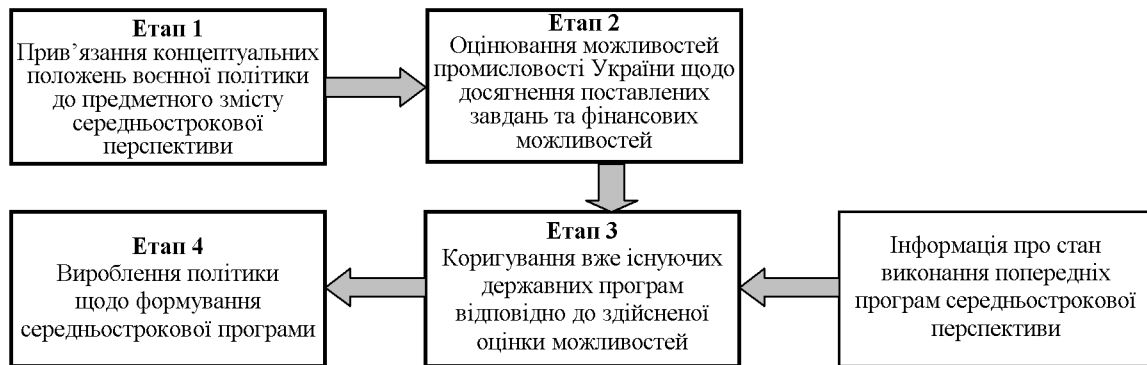 Етап 1
Прив’язання концептуальних
положень воєнної політики
до предметного змісту
середньострокової
перспективи
Етап 2
Оцінювання можливостей
промисловості України щодо
досягнення поставлених
завдань та фінансових
можливостей
Етап 3
Коригування вже існуючих
державних програм
відповідно до здійсненої
оцінки можливостей
Етап 4
Вироблення політики
щодо формування
середньострокової програми
Інформація про стан
виконання попередніх
програм середньострокової
перспективи